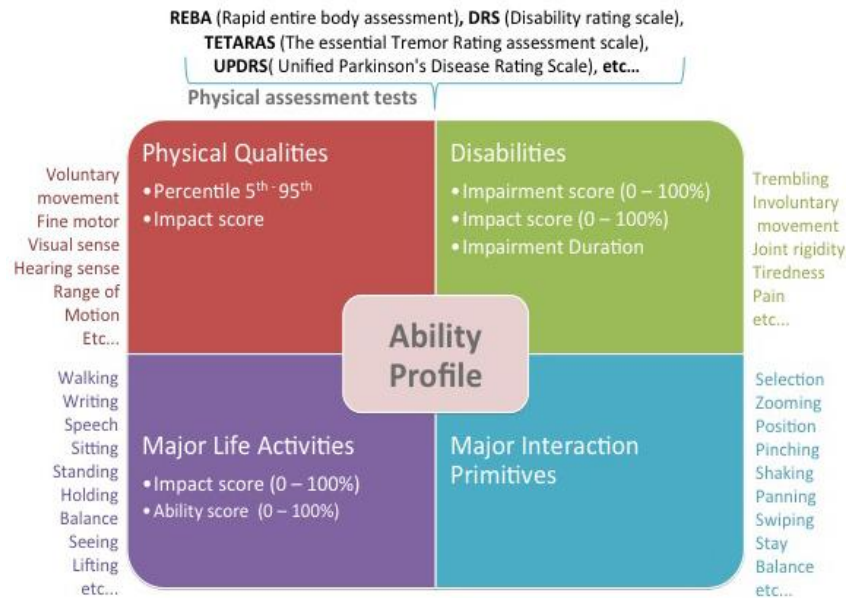 REBA (Rapid entire body assessment), DRS (Disability rating scale),
TETARAS (The essential Tremor Rating assessment scale),
UPDRS( Unified Parkinson's Disease Rating Scale), etc...
Physical assessment tests
Voluntary
movement
Fine motor
Visual sense
Hearing sense
Range of
Motion
Etc...
Physical Qualities
•Percentile 5th - 95th
•Impact score
Disabilities
•Impairment score (0 – 100%)
•Impact score (0 – 100%)
•Impairment Duration
Trembling
Involuntary
movement
Joint rigidity
Tiredness
Pain
etc...
Ability
Profile
Walking
Writing
Speech
Sitting
Standing
Holding
Balance
Seeing
Lifting
etc...
Major Life Activities
•Impact score (0 – 100%)
•Ability score (0 – 100%)
Major Interaction
Primitives
Selection
Zooming
Position
Pinching
Shaking
Panning
Swiping
Stay
Balance
etc...